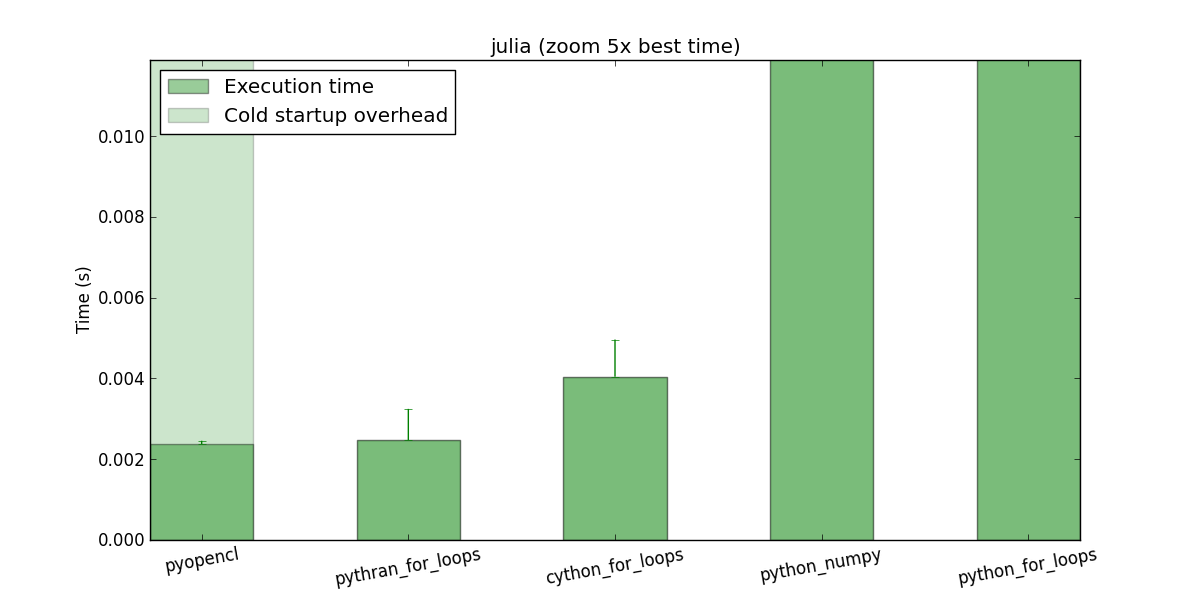 julia (zoom 5x best time)
Execution time
Cold startup overhead
Time (s)
0.010
0.008
0.006
0.004
0.002
0.000
pyopencl
pythran_for_loops
cython_for_loops
python_numpy
python_for_loops